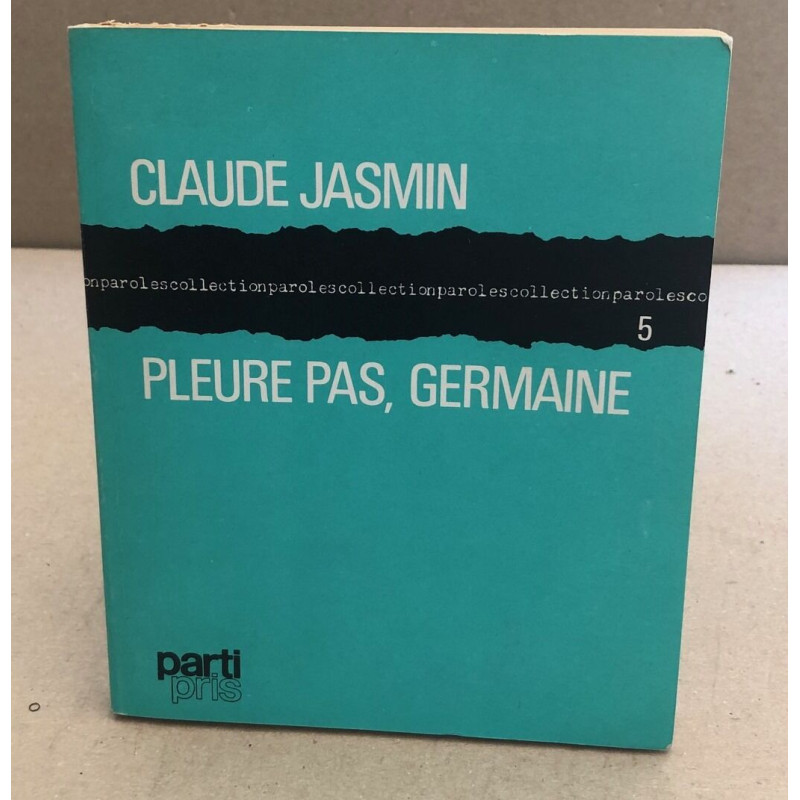 CLAUDE JASMIN
onparolescollectionparolescollectionparolescollectionparolesco
5
PLEURE PAS, GERMAINE
parti
pris